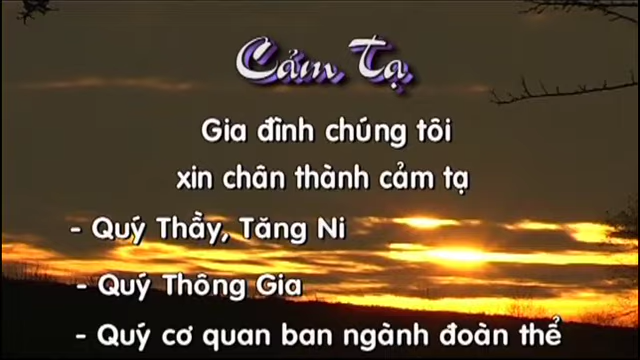 Cảm Tạ
Gia đình chúng tôi
xin chân thành cảm tạ
- Quý Thầy, Tăng Ni
- Quý Thông Gia
- Quý cơ quan ban ngành đoàn thể